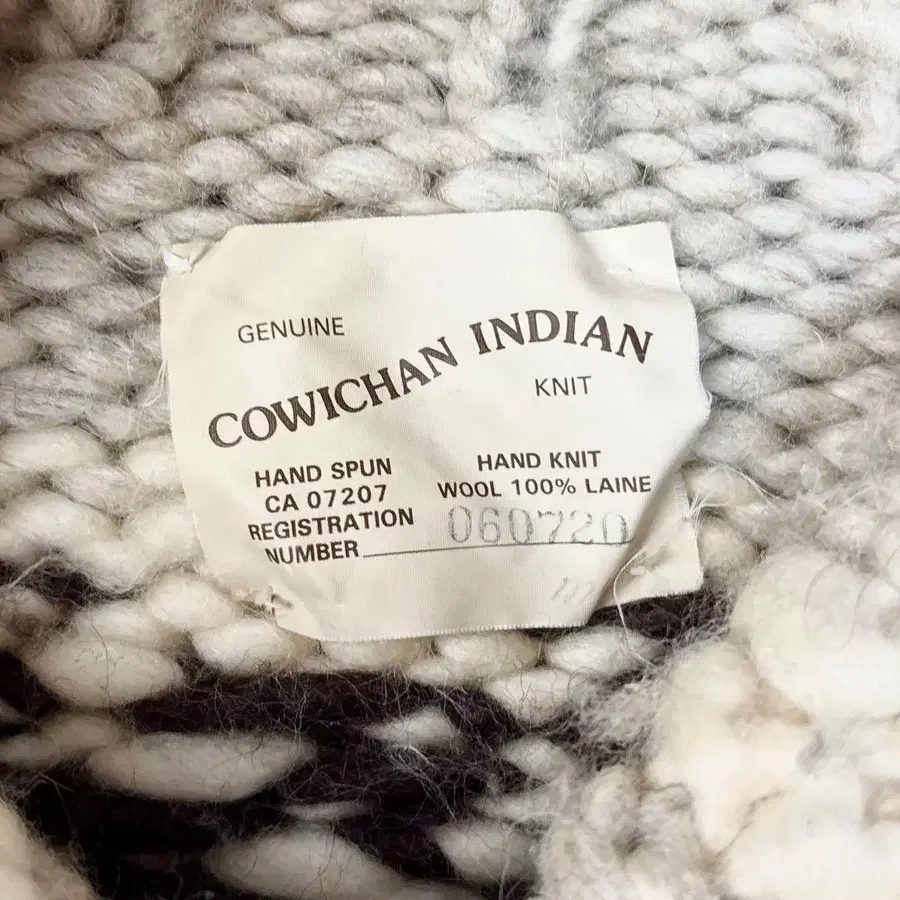 GENUINE
COWICHAN INDIAN
KNIT
HAND SPUN
CA 07207
REGISTRATION
NUMBER 060720
HAND KNIT
WOOL 100% LAINE